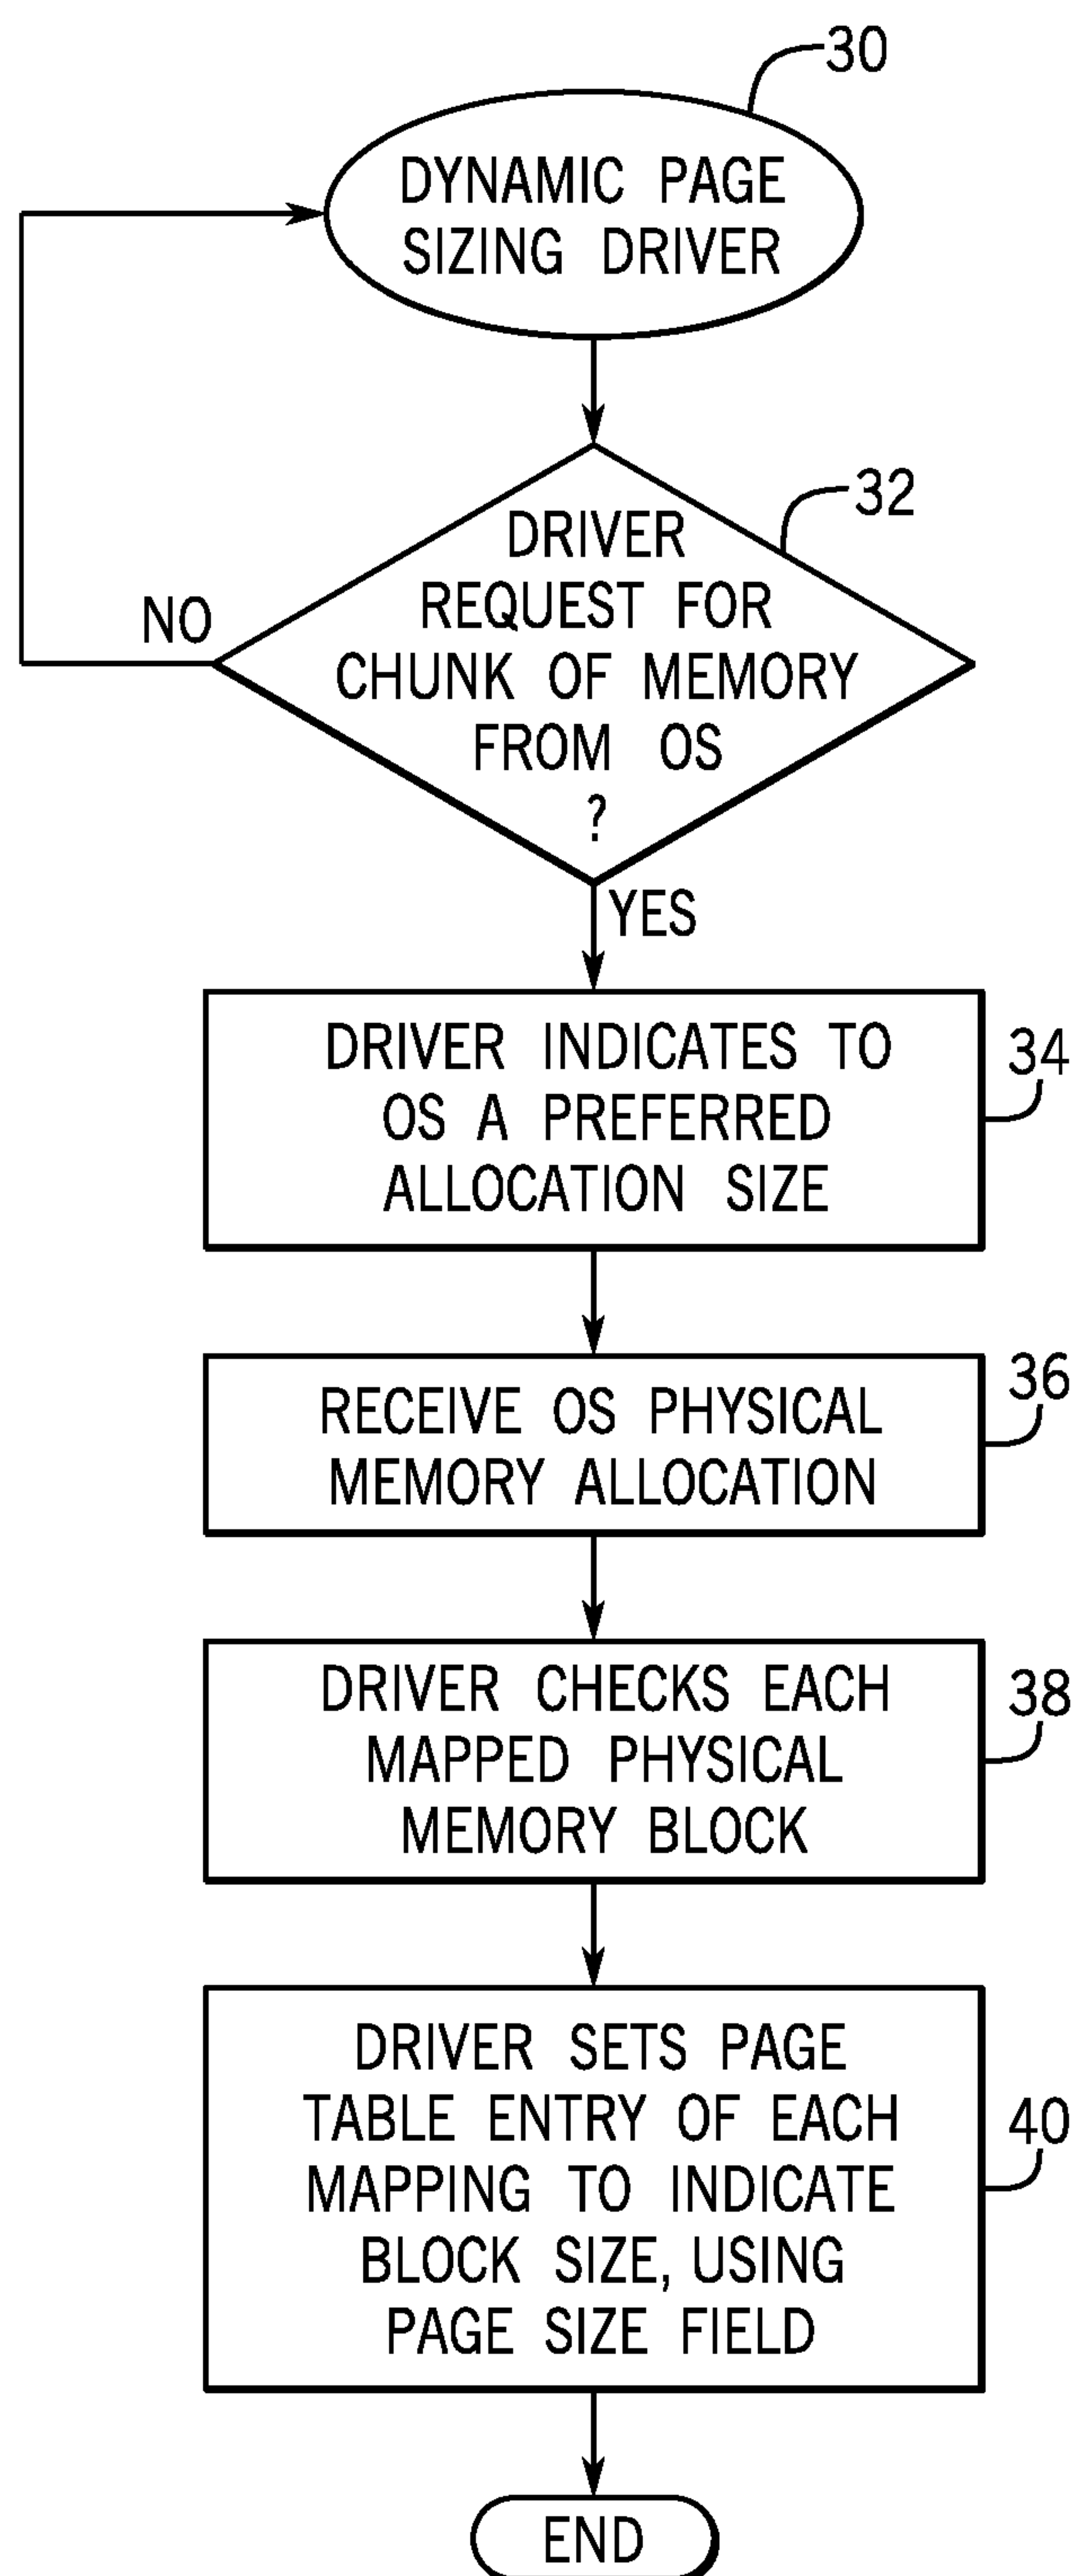 30
DYNAMIC PAGE
SIZING DRIVER
32
DRIVER
REQUEST FOR
CHUNK OF MEMORY
FROM OS
?
NO
YES
DRIVER INDICATES TO
OS A PREFERRED
ALLOCATION SIZE
34
RECEIVE OS PHYSICAL
MEMORY ALLOCATION
36
DRIVER CHECKS EACH
MAPPED PHYSICAL
MEMORY BLOCK
38
DRIVER SETS PAGE
TABLE ENTRY OF EACH
MAPPING TO INDICATE
BLOCK SIZE, USING
PAGE SIZE FIELD
40
END